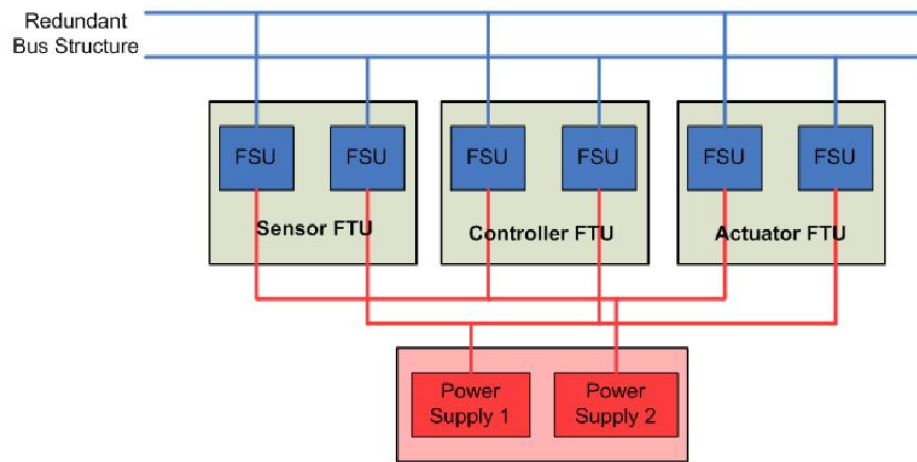 Redundant
Bus Structure
FSU
FSU
FSU
FSU
FSU
FSU
Sensor FTU
Controller FTU
Actuator FTU
Power
Supply 1
Power
Supply 2